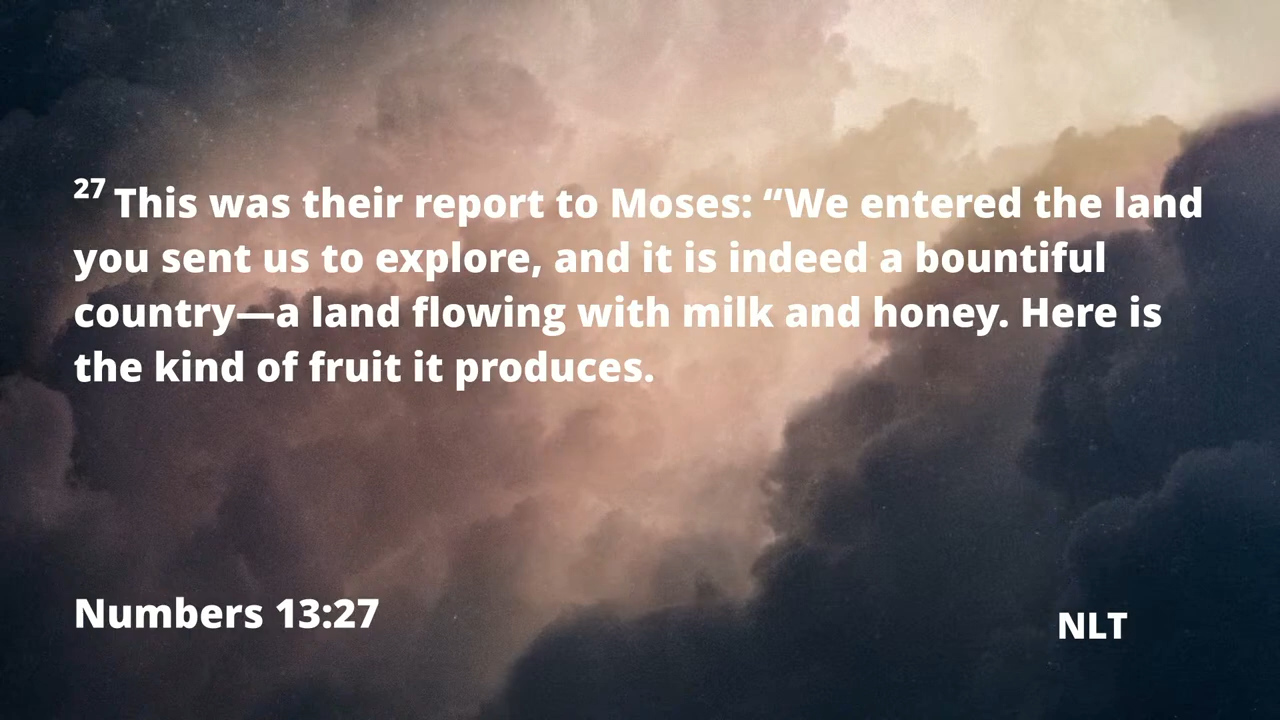 27 This was their report to Moses: “We entered the land
you sent us to explore, and it is indeed a bountiful
country—a land flowing with milk and honey. Here is
the kind of fruit it produces.
Numbers 13:27
NLT